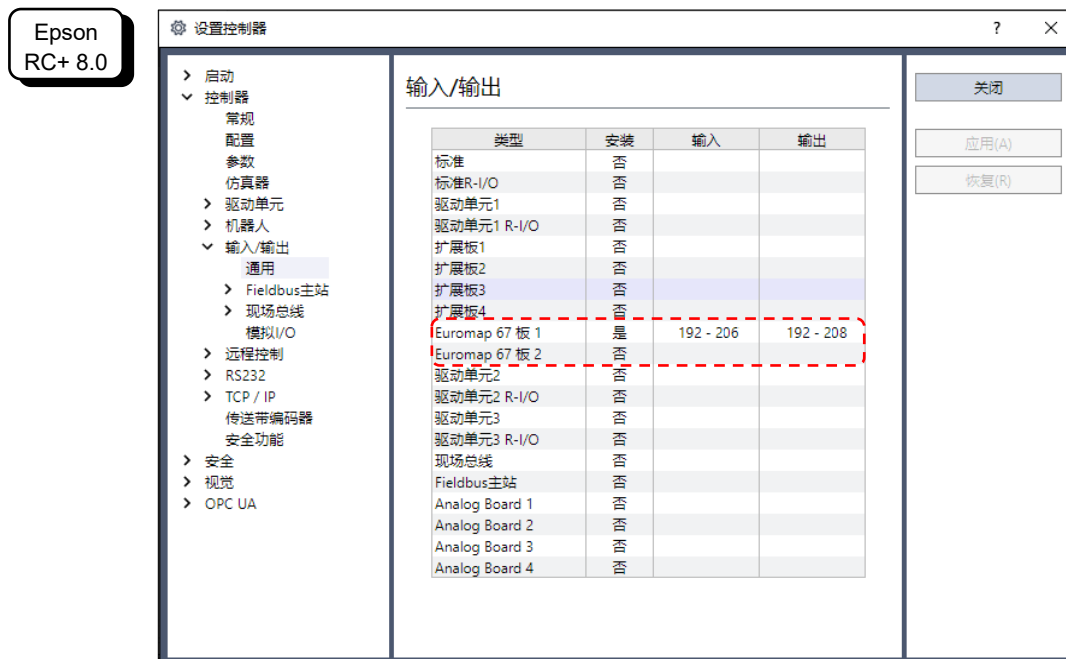 Epson
RC+ 8.0
设置控制器
?
启动
控制器
常规
配置
参数
仿真器
驱动单元
机器人
输入/输出
通用
Fieldbus主站
现场总线
模拟I/O
远程控制
RS232
TCP / IP
传送带编码器
安全功能
安全
视觉
OPC UA
输入/输出
类型 安装 输入 输出
标准 否
标准R-I/O 否
驱动单元1 否
驱动单元1 R-I/O 否
扩展板1 否
扩展板2 否
扩展板3 否
扩展板4 否
Euromap 67 板 1 是 192 - 206 192 - 208
Euromap 67 板 2 否
驱动单元2 否
驱动单元2 R-I/O 否
驱动单元3 否
驱动单元3 R-I/O 否
现场总线 否
Fieldbus主站 否
Analog Board 1 否
Analog Board 2 否
Analog Board 3 否
Analog Board 4 否
关闭
应用(A)
恢复(R)